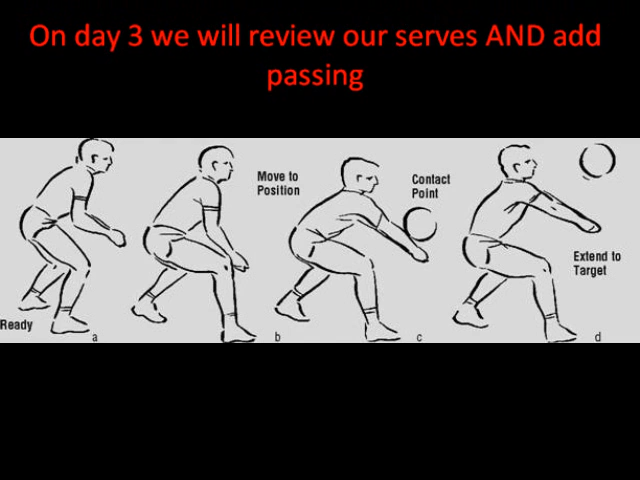 On day 3 we will review our serves AND add
passing
Move to
Position
Contact
Point
Extend to
Target
Ready
a
b
c
d